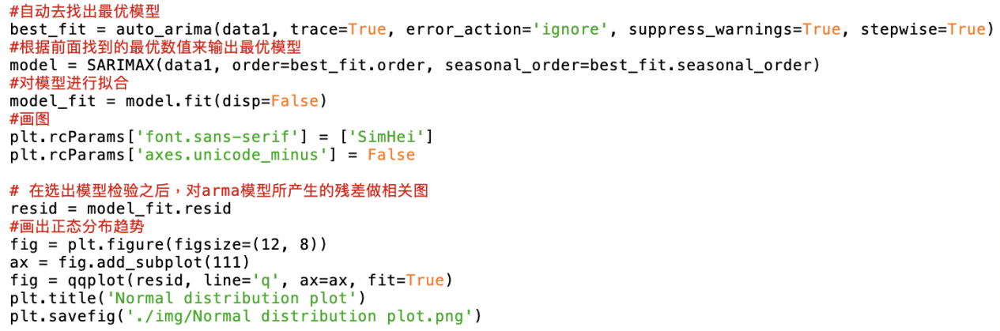 #自动去找出最优模型
best_fit = auto_arima(data1, trace=True, error_action='ignore', suppress_warnings=True, stepwise=True)
#根据前面找到的最优数值来输出最优模型
model = SARIMAX(data1, order=best_fit.order, seasonal_order=best_fit.seasonal_order)
#对模型进行拟合
model_fit = model.fit(disp=False)
#画图
plt.rcParams['font.sans-serif'] = ['SimHei']
plt.rcParams['axes.unicode_minus'] = False
# 在选出模型检验之后，对arma模型所产生的残差做相关图
resid = model_fit.resid
#画出正态分布趋势
fig = plt.figure(figsize=(12, 8))
ax = fig.add_subplot(111)
fig = qqplot(resid, line='q', ax=ax, fit=True)
plt.title('Normal distribution plot')
plt.savefig('./img/Normal distribution plot.png')